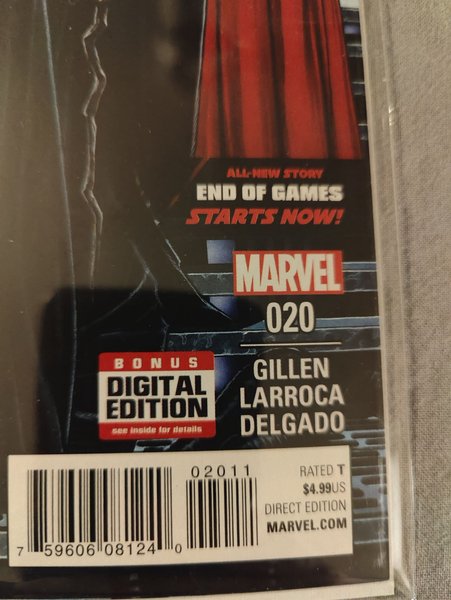 ALL-NEW STORY
END OF GAMES
STARTS NOW!
MARVEL
020
GILLEN
LARROCA
DELGADO
BONUS
DIGITAL
EDITION
see inside for details
02011
RATED T
$4.99US
DIRECT EDITION
MARVEL.COM
7 59606 08124 0